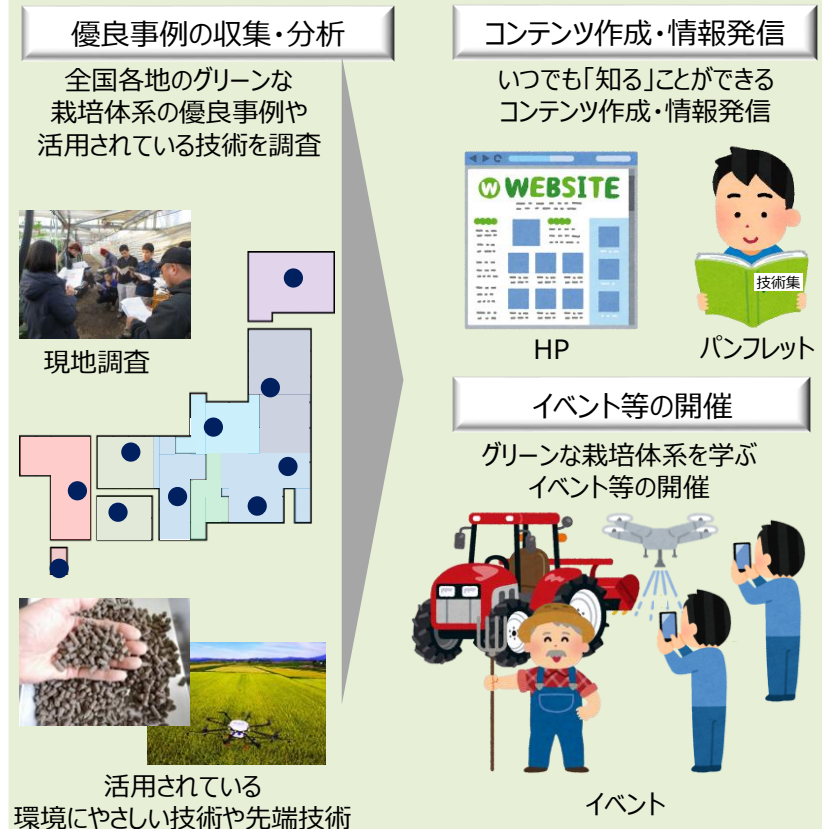 優良事例の収集・分析
全国各地のグリーンな
栽培体系の優良事例や
活用されている技術を調査
現地調査
活用されている
環境にやさしい技術や先端技術
コンテンツ作成・情報発信
いつでも「知る」ことができる
コンテンツ作成・情報発信
W WEBSITE
技術集
HP
パンフレット
イベント等の開催
グリーンな栽培体系を学ぶ
イベント等の開催
イベント